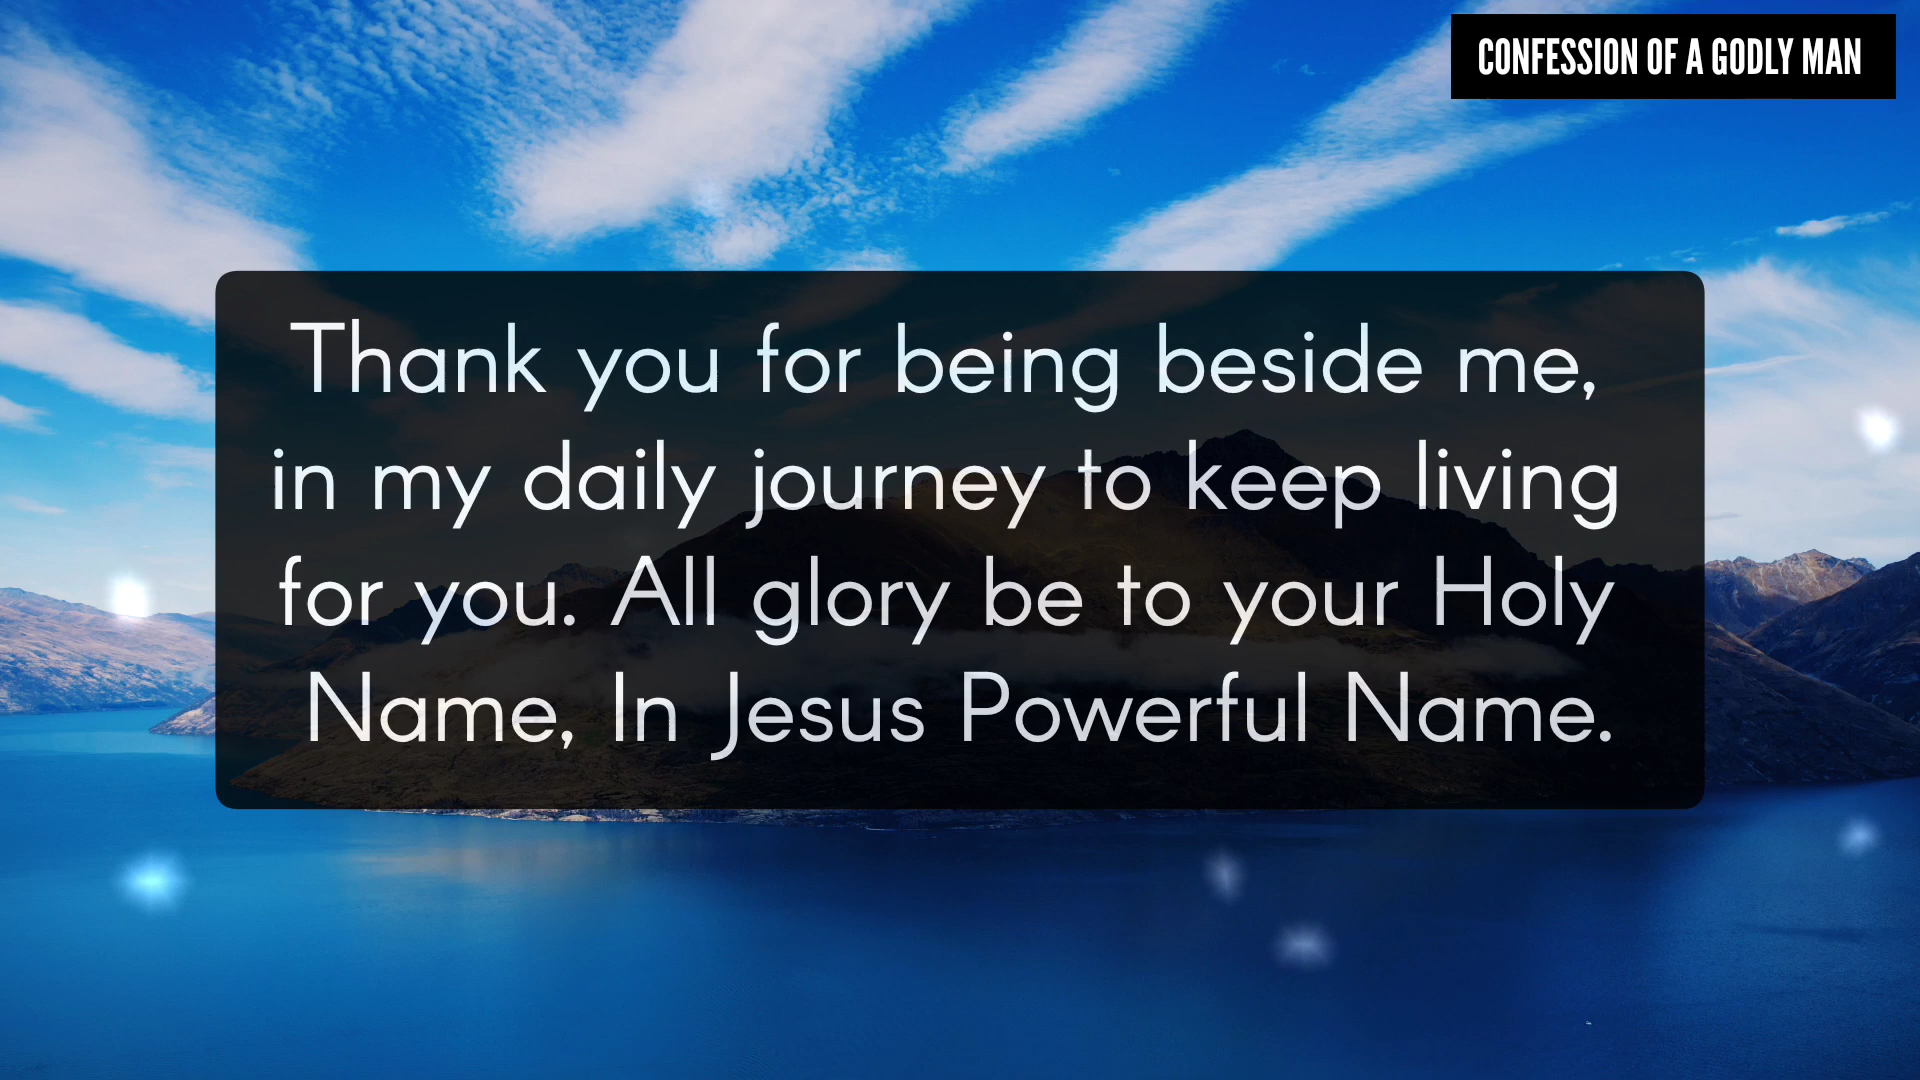 CONFESSION OF A GODLY MAN
Thank you for being beside me,
in my daily journey to keep living
for you. All glory be to your Holy
Name, In Jesus Powerful Name.